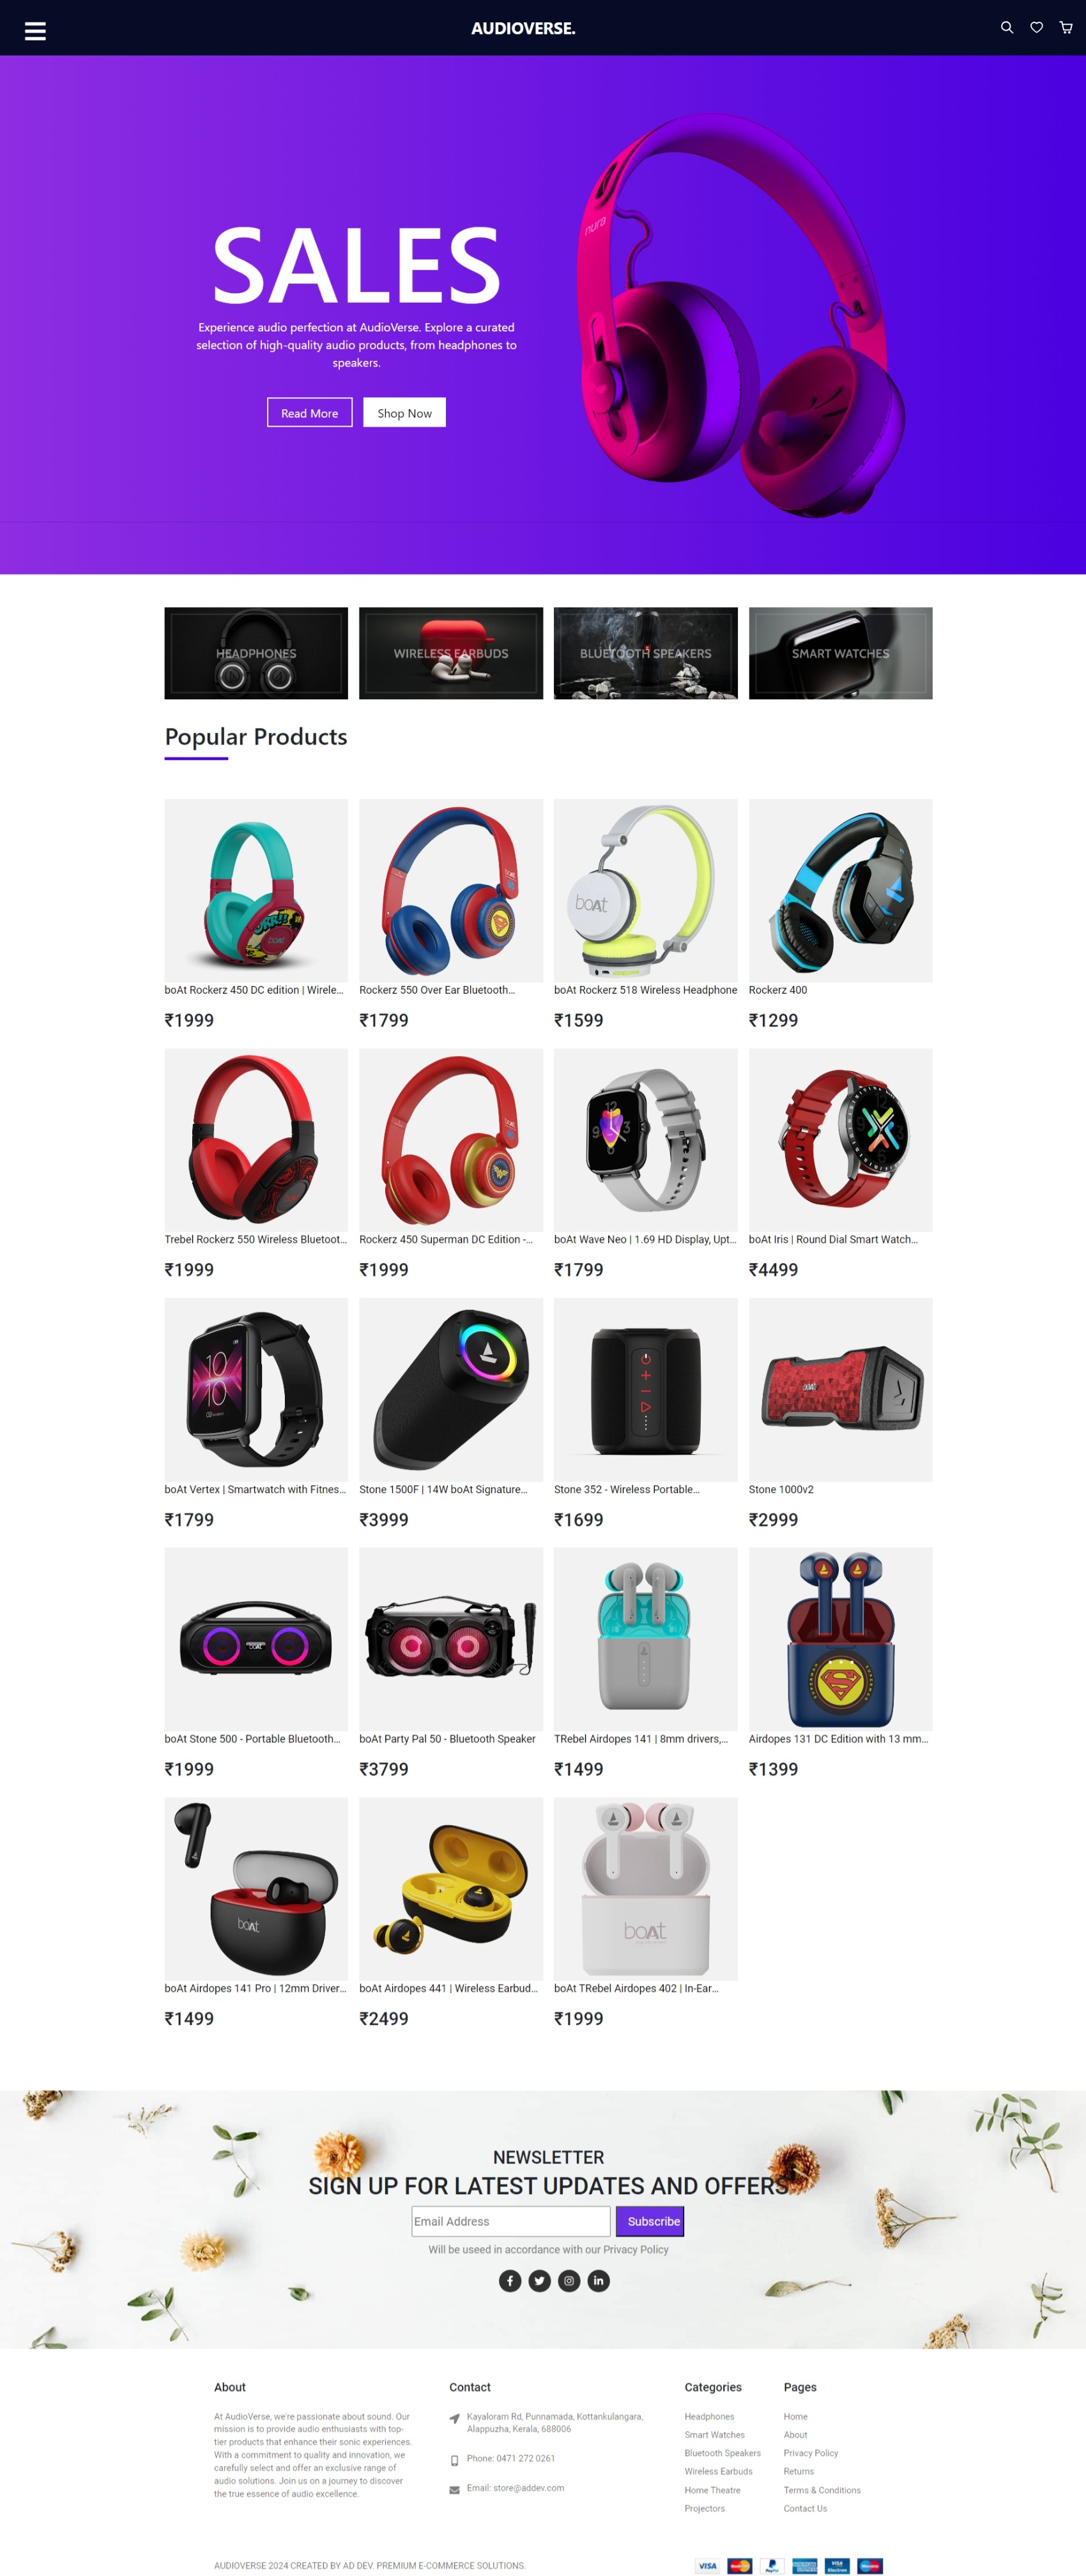 AUDIOVERSE.
nura
SALES
Experience audio perfection at AudioVerse. Explore a curated
selection of high-quality audio products, from headphones to
speakers.
Read More
Shop Now
HEADPHONES
WIRELESS EARBUDS
BLUETOOTH SPEAKERS
SMART WATCHES
Popular Products
boAt
boAt Rockerz 450 DC edition | Wirele...
₹1999
Rockerz 550 Over Ear Bluetooth...
₹1799
boAt Rockerz 518 Wireless Headphone
₹1599
Rockerz 400
₹1299
Trebel Rockerz 550 Wireless Bluetoot...
₹1999
Rockerz 450 Superman DC Edition -...
₹1999
boAt Wave Neo | 1.69 HD Display, Upt...
₹1799
boAt Iris | Round Dial Smart Watch...
₹4499
10
10
boAt Vertex | Smartwatch with Fitnes...
₹1799
Stone 1500F | 14W boAt Signature...
₹3999
Stone 352 - Wireless Portable...
₹1699
Stone 1000v2
₹2999
boAt Stone 500 - Portable Bluetooth...
₹1999
boAt Party Pal 50 - Bluetooth Speaker
₹3799
TRebel Airdopes 141 | 8mm drivers,...
₹1499
Airdopes 131 DC Edition with 13 mm...
₹1399
boAt
boAt Airdopes 141 Pro | 12mm Driver...
₹1499
boAt Airdopes 441 | Wireless Earbud...
₹2499
boAt
boAt TRebel Airdopes 402 | In-Ear...
₹1999
NEWSLETTER
SIGN UP FOR LATEST UPDATES AND OFFERS
Email Address
Subscribe
Will be useed in accordance with our Privacy Policy
About
At AudioVerse, we're passionate about sound. Our
mission is to provide audio enthusiasts with top-
tier products that enhance their sonic experiences.
With a commitment to quality and innovation, we
carefully select and offer an exclusive range of
audio solutions. Join us on a journey to discover
the true essence of audio excellence.
Contact
Kayaloram Rd, Punnamada, Kottankulangara,
Alappuzha, Kerala, 688006
Phone: 0471 272 0261
Email: store@addev.com
Categories
Headphones
Smart Watches
Bluetooth Speakers
Wireless Earbuds
Home Theatre
Projectors
Pages
Home
About
Privacy Policy
Returns
Terms & Conditions
Contact Us
AUDIOVERSE 2024 CREATED BY AD DEV. PREMIUM E-COMMERCE SOLUTIONS.
VISA
PayPal
VISA